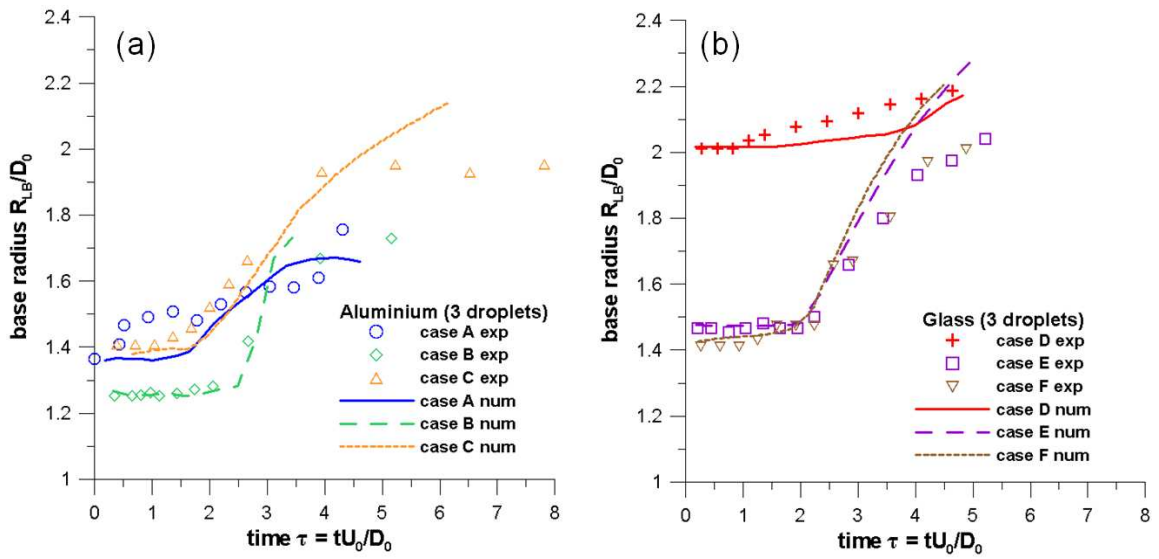 (a)
base radius R_LB/D_0
2.4
2.2
2
1.8
1.6
1.4
1.2
1
0 1 2 3 4 5 6 7 8
time τ = tU_0/D_0
Aluminium (3 droplets)
case A exp
case B exp
case C exp
case A num
case B num
case C num
(b)
base radius R_LB/D_0
2.4
2.2
2
1.8
1.6
1.4
1.2
1
0 1 2 3 4 5 6 7 8
time τ = tU_0/D_0
Glass (3 droplets)
case D exp
case E exp
case F exp
case D num
case E num
case F num